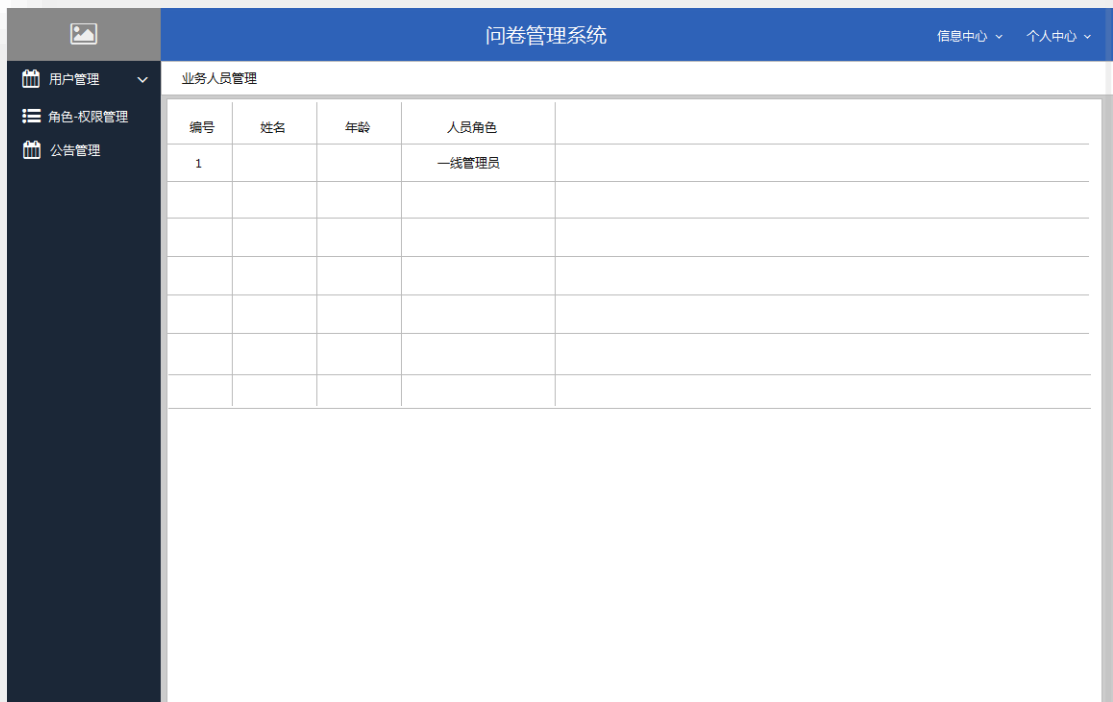 问卷管理系统
信息中心
个人中心
用户管理
角色-权限管理
公告管理
业务人员管理
编号 姓名 年龄 人员角色
1 一线管理员